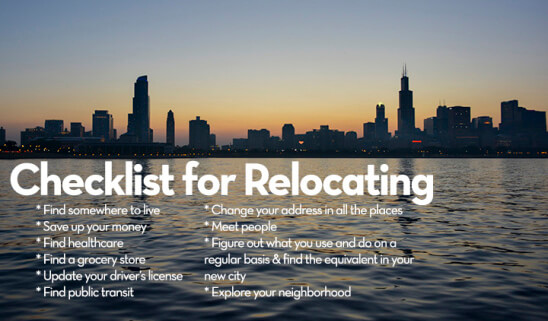 Checklist for Relocating
* Find somewhere to live
* Save up your money
* Find healthcare
* Find a grocery store
* Update your driver's license
* Find public transit
* Change your address in all the places
* Meet people
* Figure out what you use and do on a
regular basis & find the equivalent in your
new city
* Explore your neighborhood